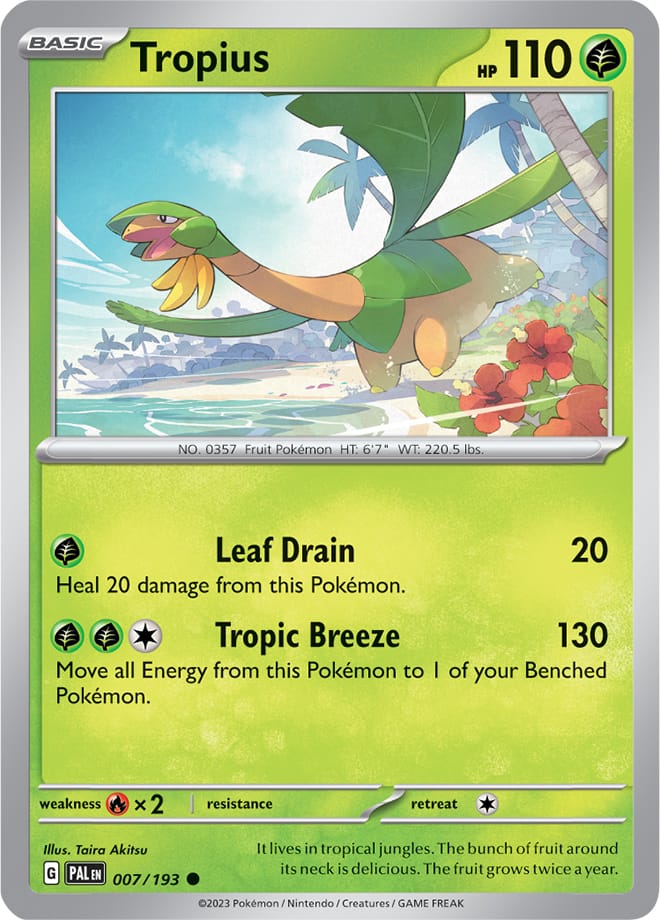 BASIC
Tropius
HP 110
NO. 0357 Fruit Pokémon HT: 6'7" WT: 220.5 lbs.
Leaf Drain 20
Heal 20 damage from this Pokémon.
Tropic Breeze 130
Move all Energy from this Pokémon to 1 of your Benched
Pokémon.
weakness ×2 resistance retreat
Illus. Taira Akitsu
It lives in tropical jungles. The bunch of fruit around
its neck is delicious. The fruit grows twice a year.
G PAL EN 007/193
©2023 Pokémon / Nintendo / Creatures / GAME FREAK